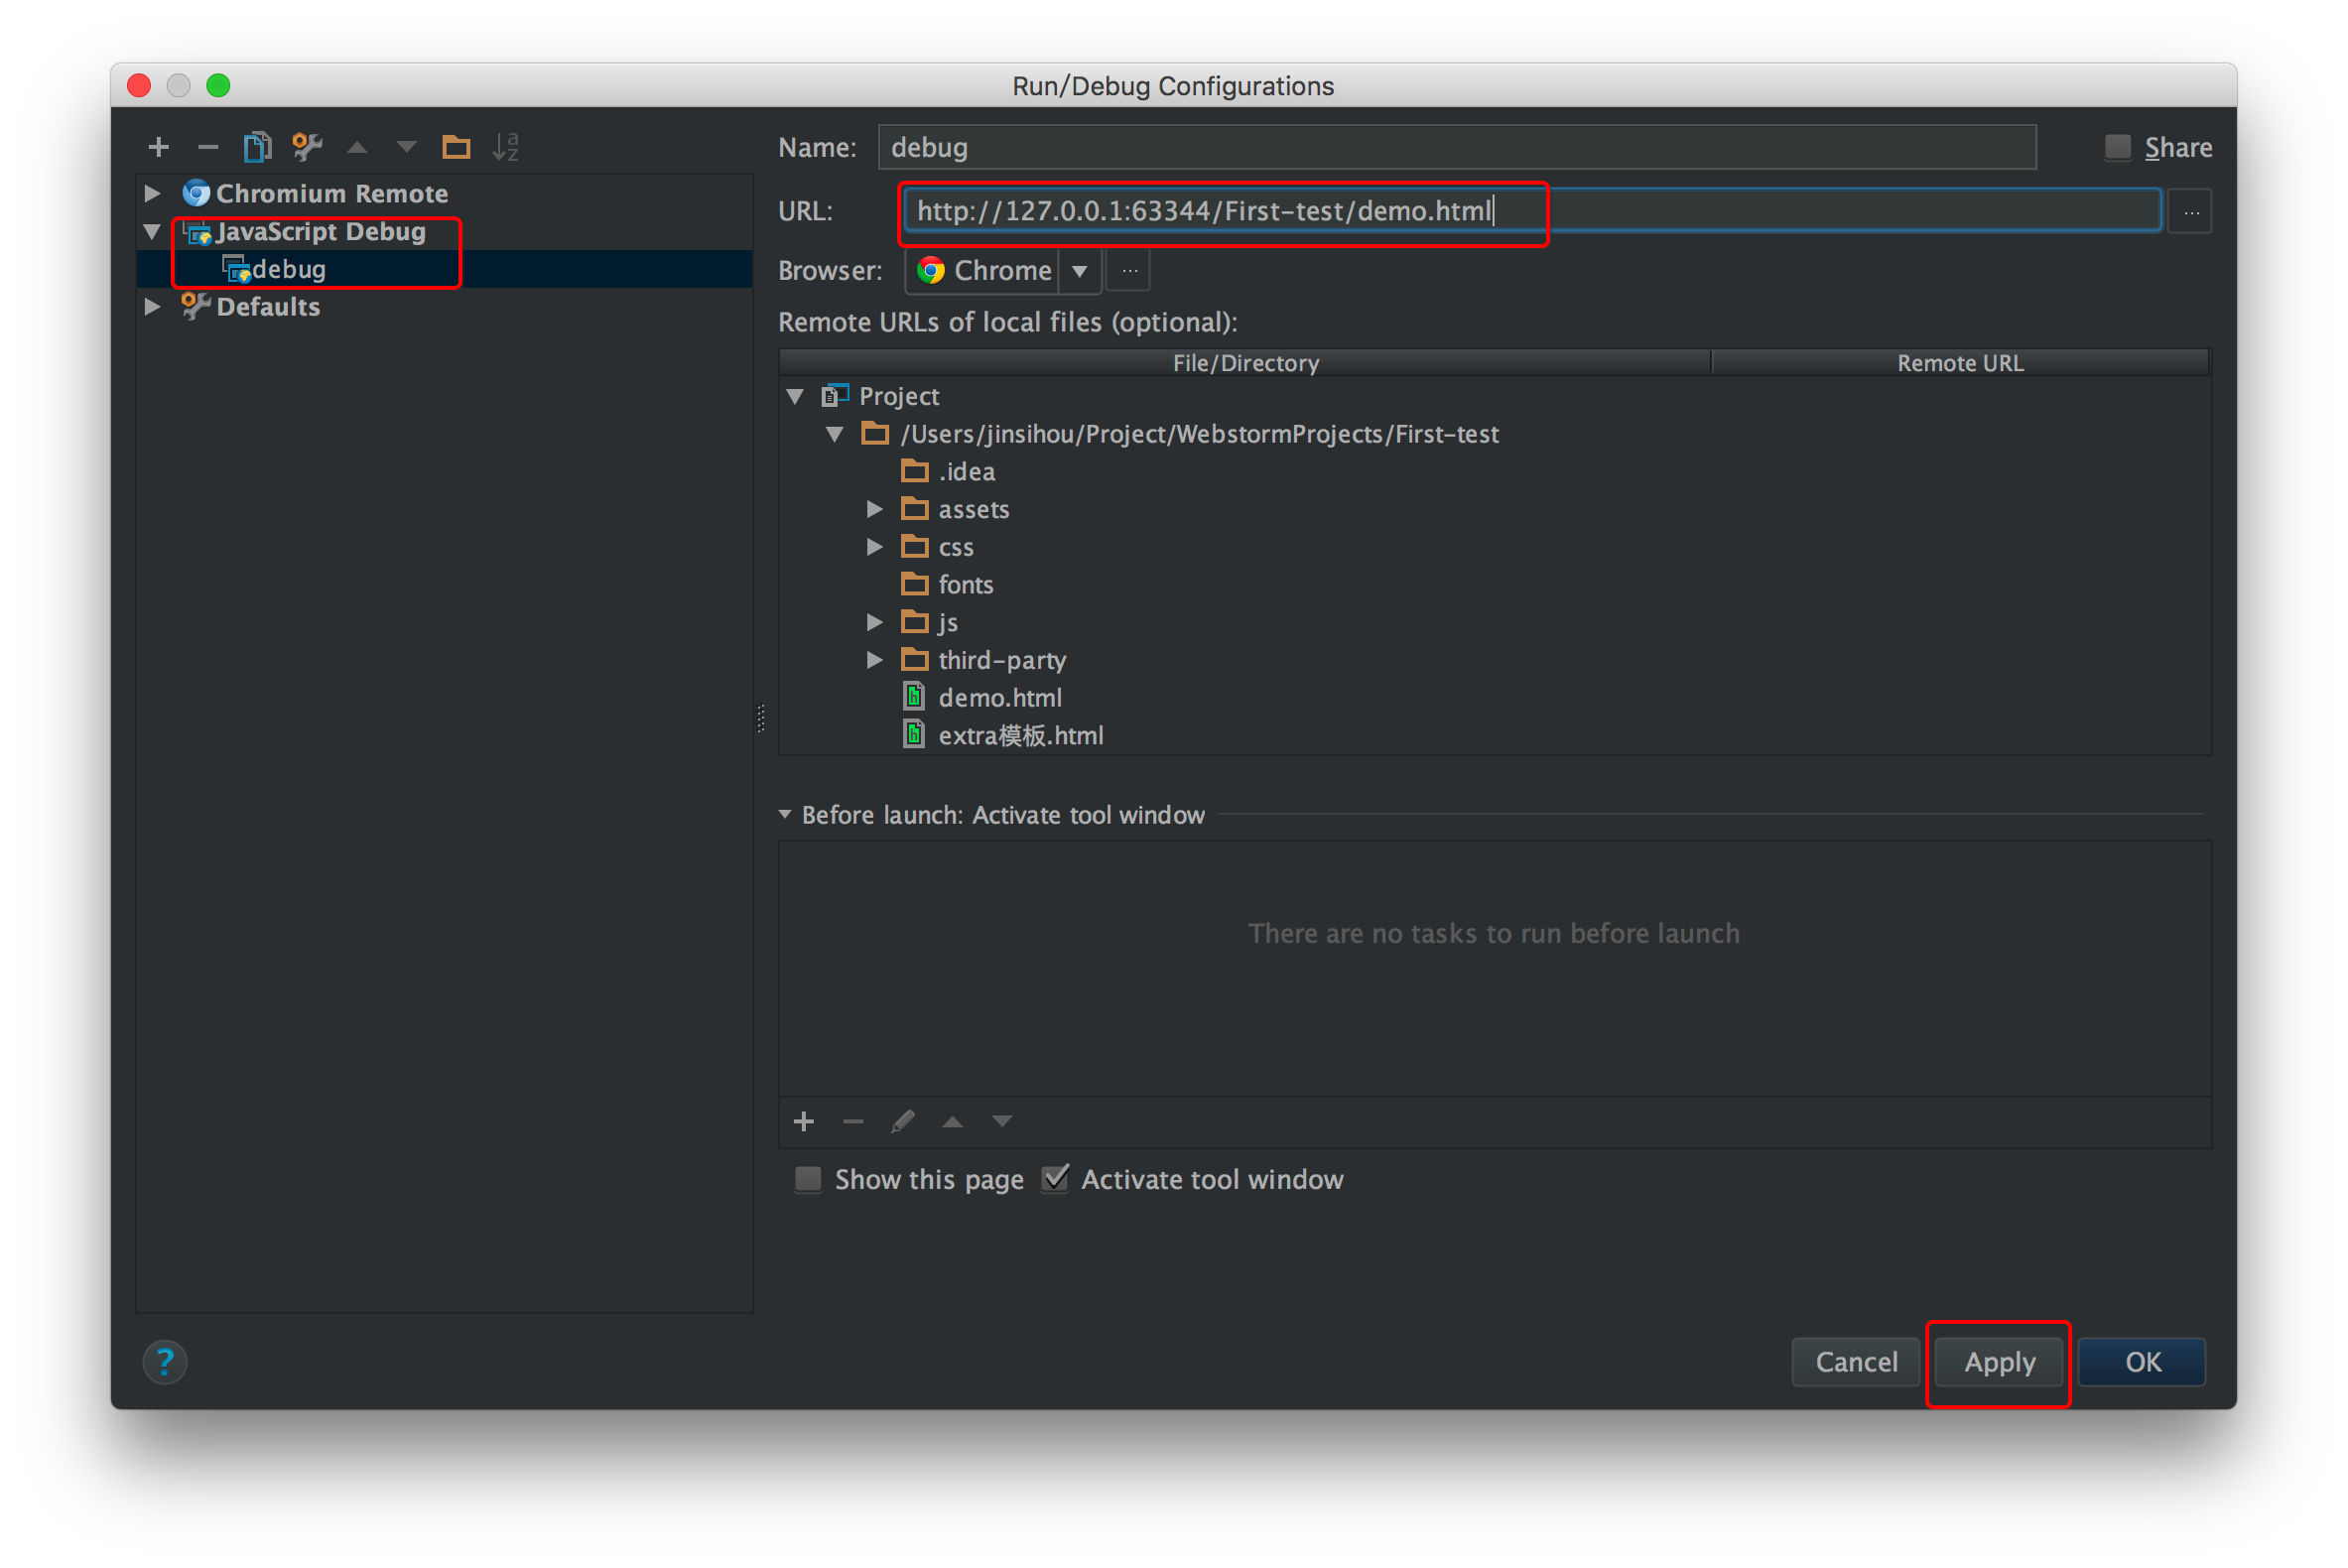 Run/Debug Configurations
Name: debug Share
Chromium Remote
JavaScript Debug
debug
Defaults
URL: http://127.0.0.1:63344/First-test/demo.html ...
Browser: Chrome ...
Remote URLs of local files (optional):
File/Directory Remote URL
Project
/Users/jinsihou/Project/WebstormProjects/First-test
.idea
assets
css
fonts
js
third-party
demo.html
extra模板.html
Before launch: Activate tool window
There are no tasks to run before launch
Show this page Activate tool window
? Cancel Apply OK